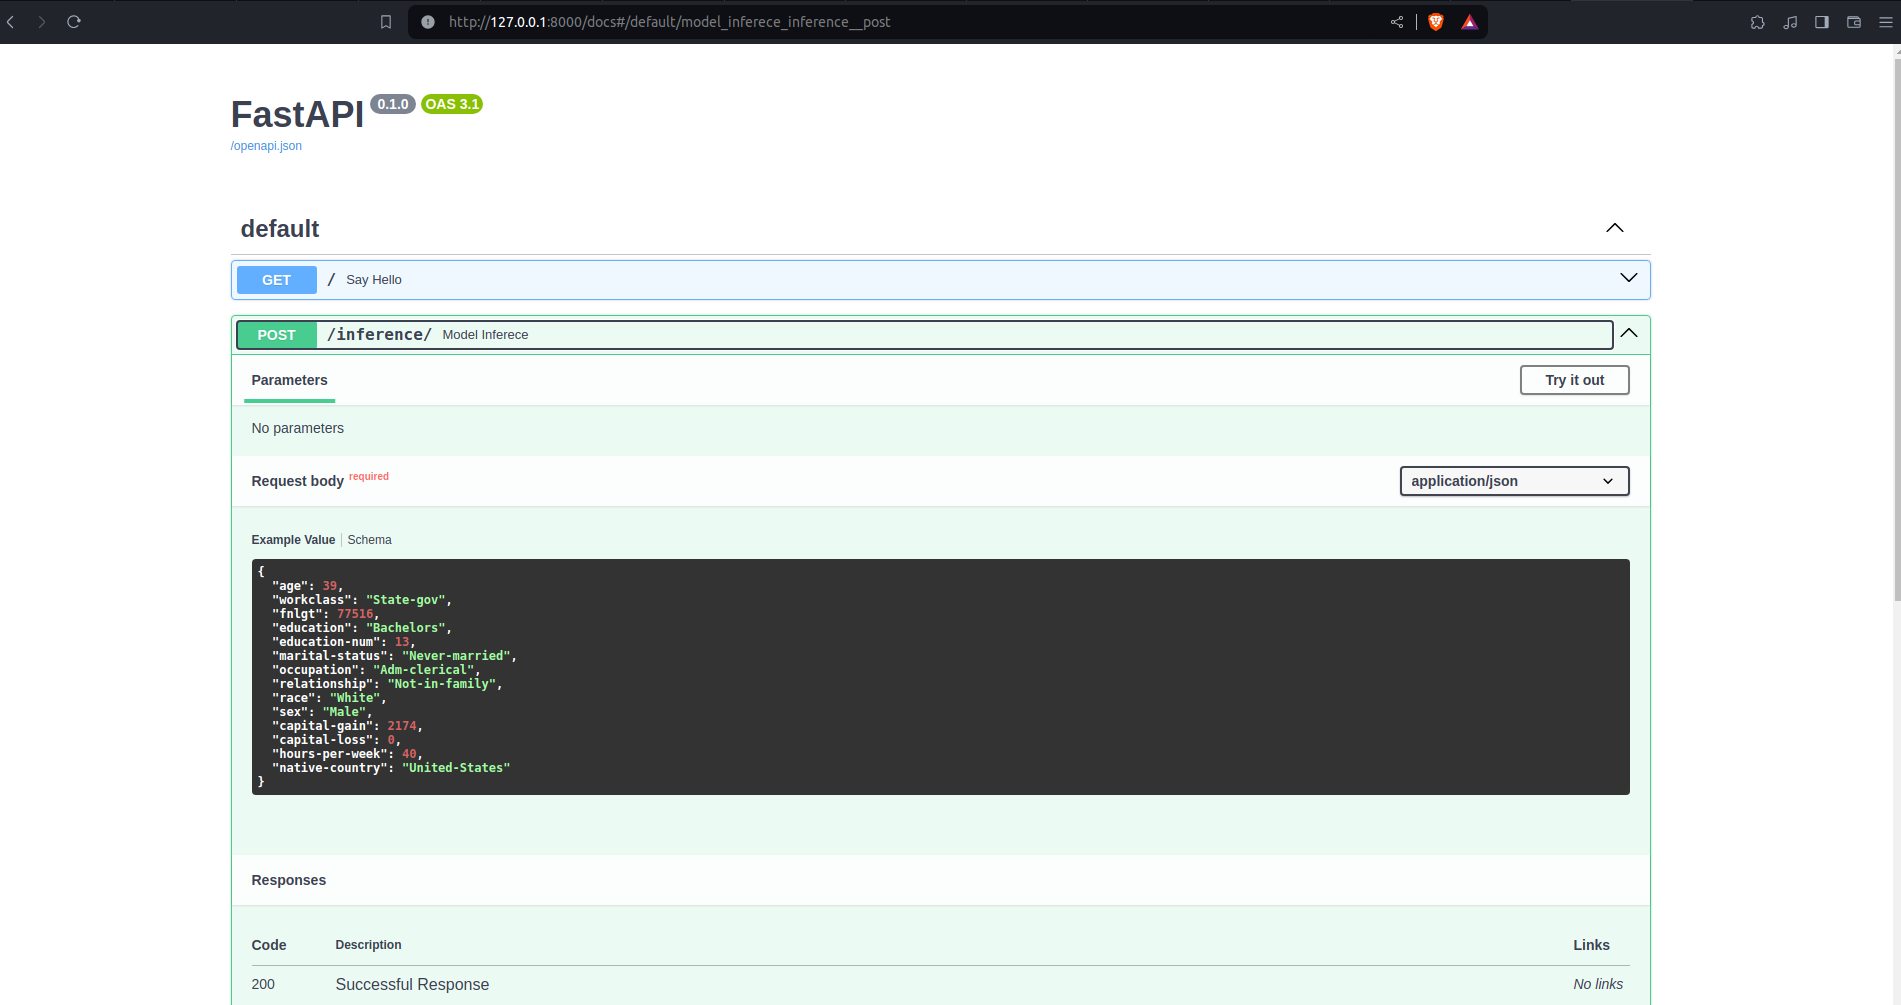 http://127.0.0.1:8000/docs#/default/model_inferece_inference__post
FastAPI 0.1.0 OAS 3.1
/openapi.json
default
GET / Say Hello
POST /inference/ Model Inferece
Parameters Try it out
No parameters
Request body required application/json
Example Value Schema
{
"age": 39,
"workclass": "State-gov",
"fnlgt": 77516,
"education": "Bachelors",
"education-num": 13,
"marital-status": "Never-married",
"occupation": "Adm-clerical",
"relationship": "Not-in-family",
"race": "White",
"sex": "Male",
"capital-gain": 2174,
"capital-loss": 0,
"hours-per-week": 40,
"native-country": "United-States"
}
Responses
Code Description Links
200 Successful Response No links